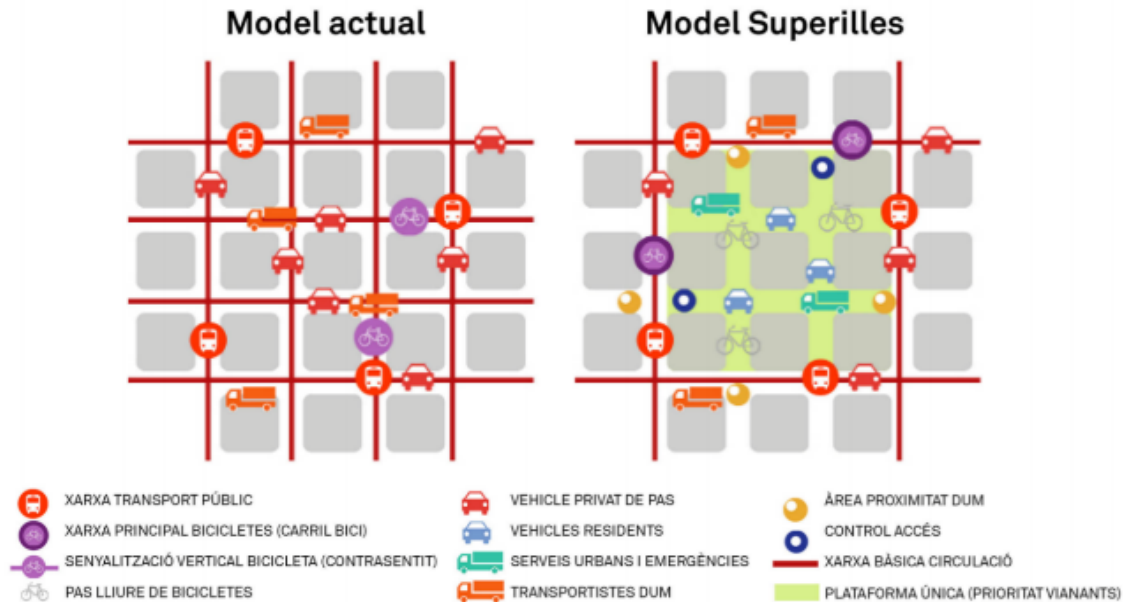 Model actual
Model Superilles
XARXA TRANSPORT PÚBLIC
XARXA PRINCIPAL BICICLETES (CARRIL BICI)
SENYALITZACIÓ VERTICAL BICICLETA (CONTRASENTIT)
PAS LLIURE DE BICICLETES
VEHICLE PRIVAT DE PAS
VEHICLES RESIDENTS
SERVEIS URBANS I EMERGÈNCIES
TRANSPORTISTES DUM
ÀREA PROXIMITAT DUM
CONTROL ACCÉS
XARXA BÀSICA CIRCULACIÓ
PLATAFORMA ÚNICA (PRIORITAT VIANANTS)